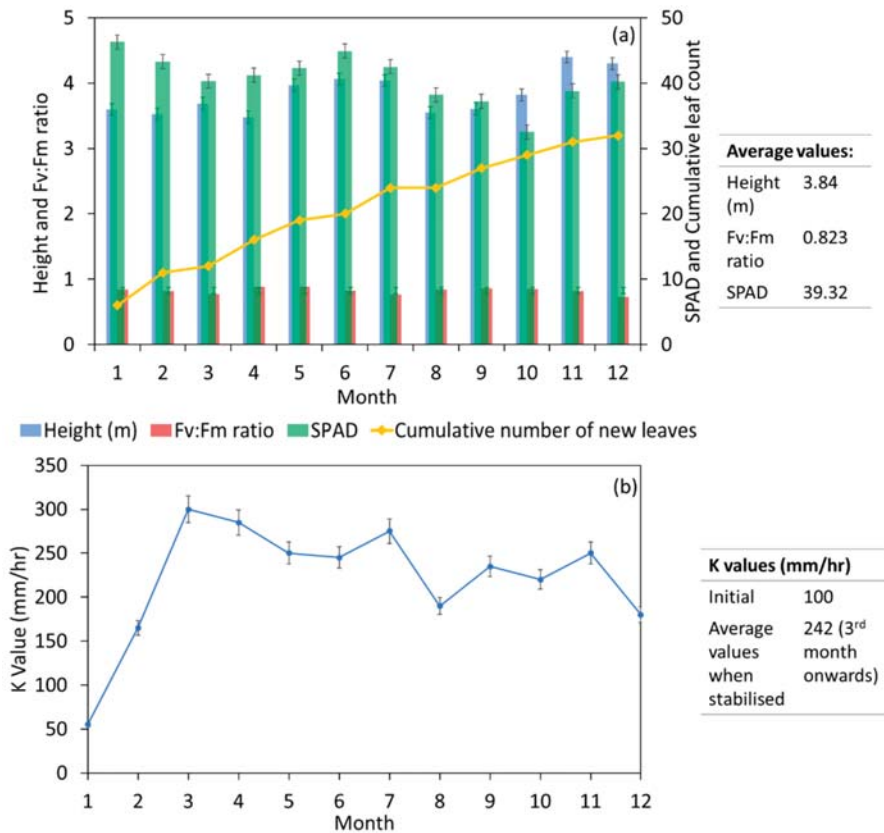 (a)
Height and Fv:Fm ratio
5
4
3
2
1
0
SPAD and Cumulative leaf count
50
40
30
20
10
0
1 2 3 4 5 6 7 8 9 10 11 12
Month
Height (m) Fv:Fm ratio SPAD Cumulative number of new leaves
Average values:
Height 3.84
(m)
Fv:Fm 0.823
ratio
SPAD 39.32
(b)
K Value (mm/hr)
350
300
250
200
150
100
50
0
1 2 3 4 5 6 7 8 9 10 11 12
Month
K values (mm/hr)
Initial 100
Average 242 (3rd
values month
when onwards)
stabilised